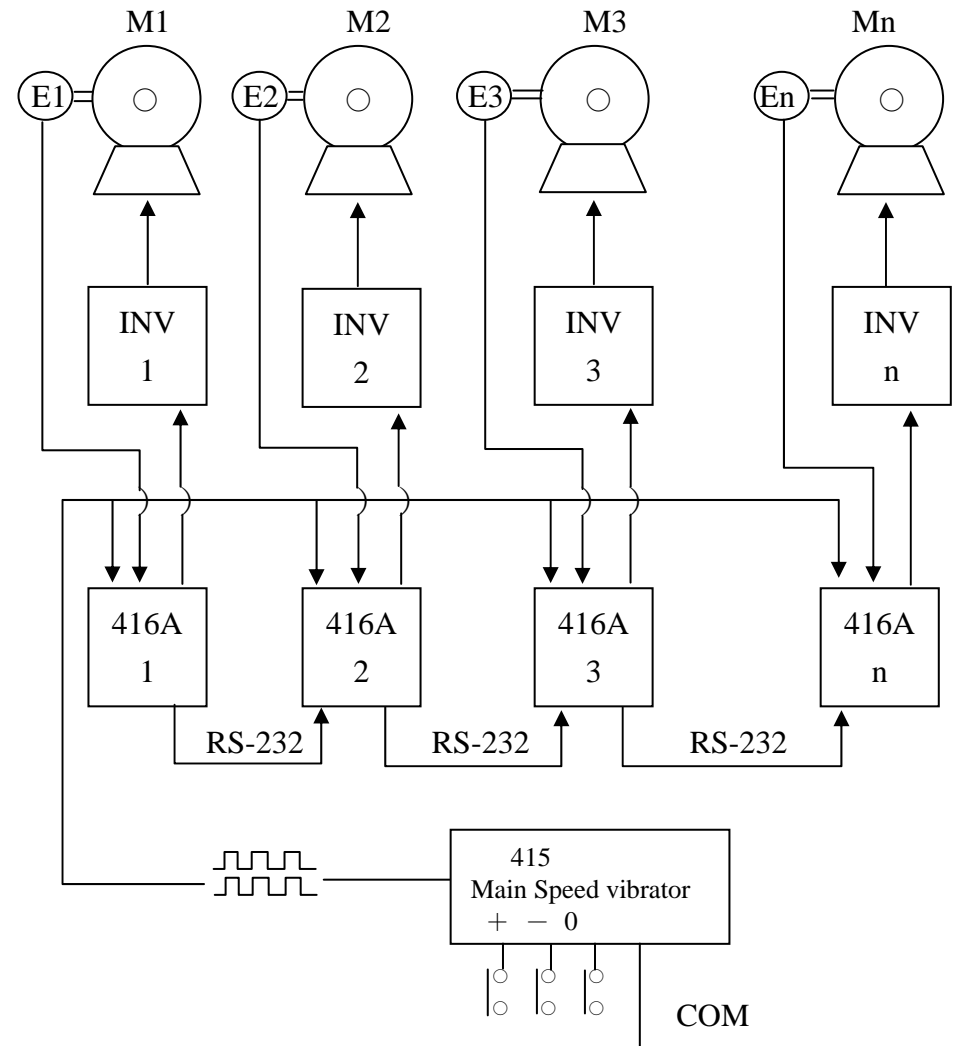 M1 M2 M3 Mn
E1 E2 E3 En
INV INV INV INV
1 2 3 n
416A 416A 416A 416A
1 2 3 n
RS-232 RS-232 RS-232
415
Main Speed vibrator
+ － 0
COM